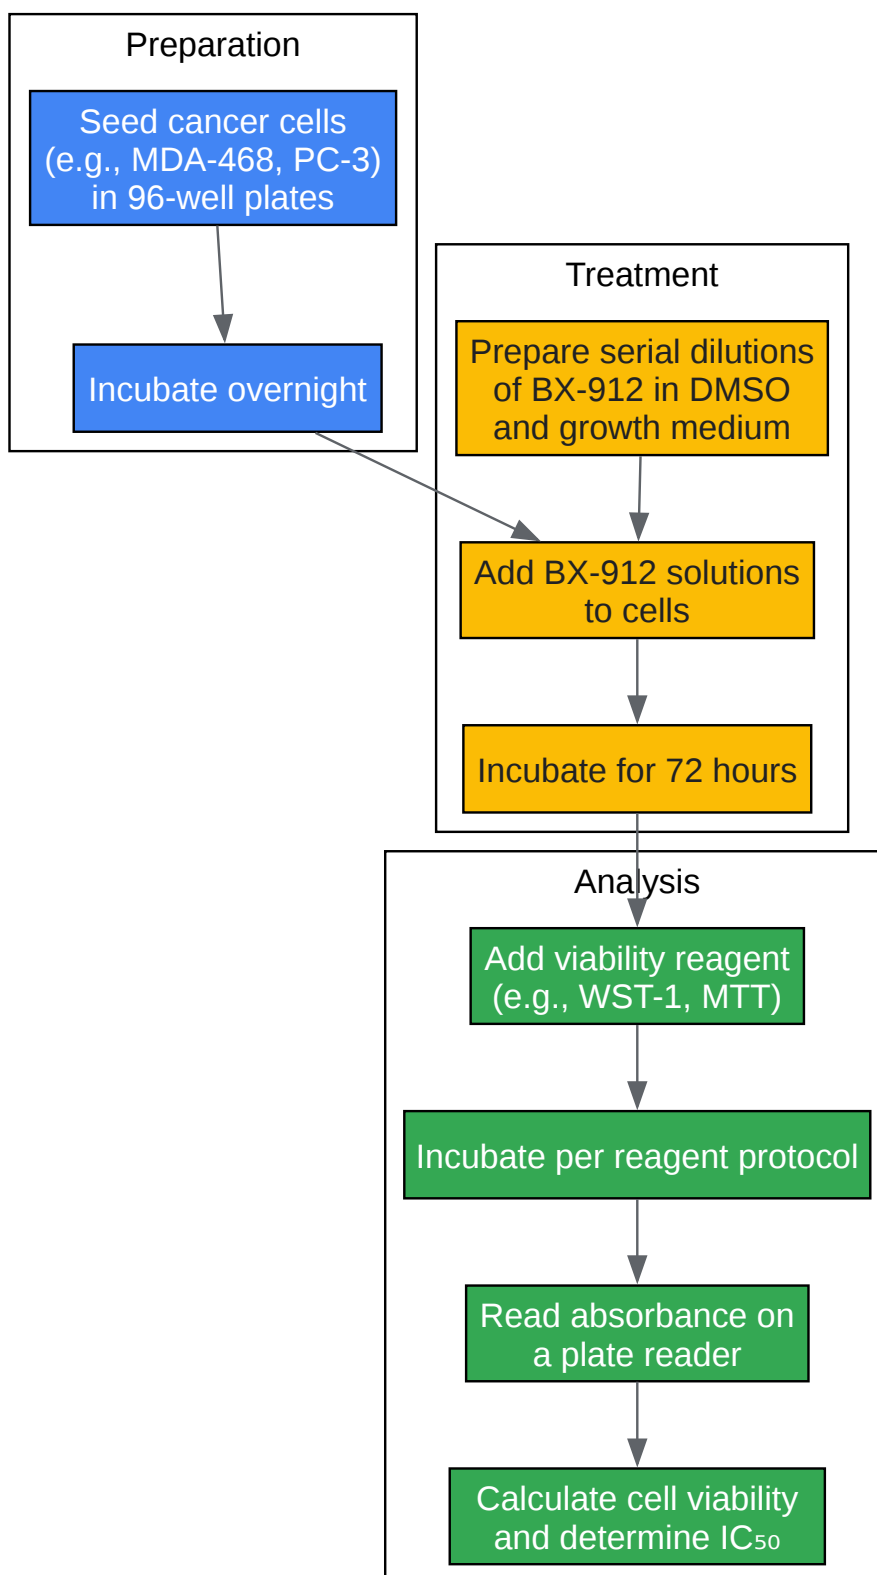 Preparation
Seed cancer cells
(e.g., MDA-468, PC-3)
in 96-well plates
Incubate overnight
Treatment
Prepare serial dilutions
of BX-912 in DMSO
and growth medium
Add BX-912 solutions
to cells
Incubate for 72 hours
Analysis
Add viability reagent
(e.g., WST-1, MTT)
Incubate per reagent protocol
Read absorbance on
a plate reader
Calculate cell viability
and determine IC₅₀